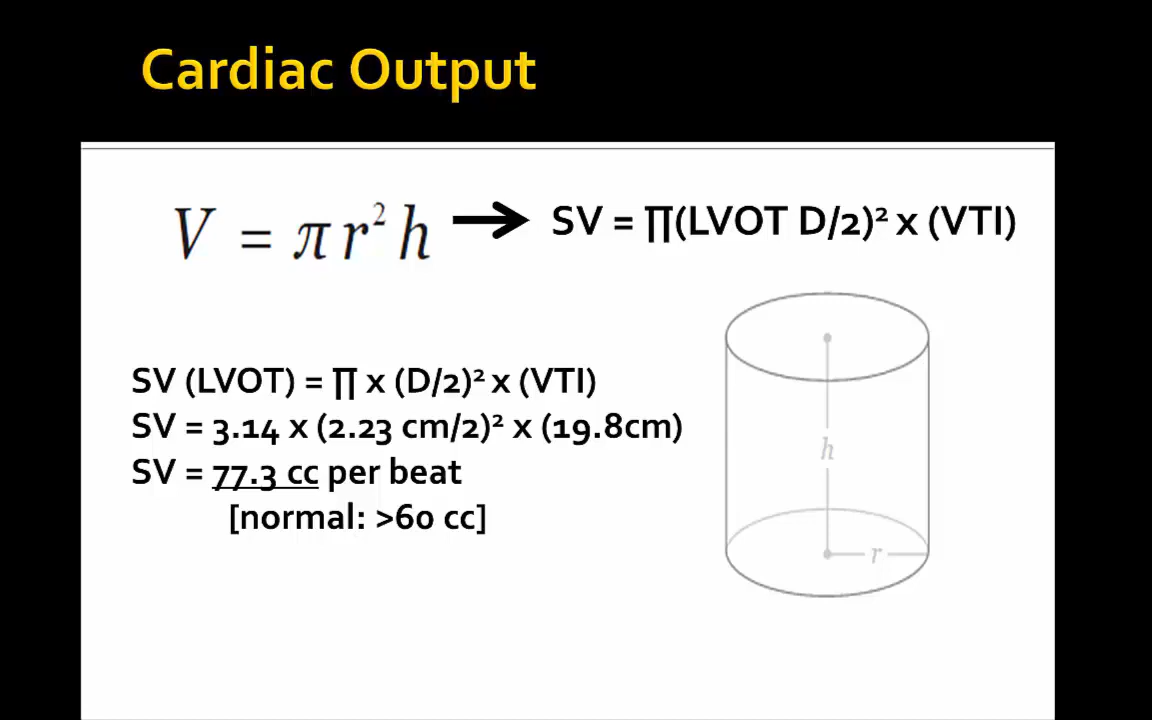 Cardiac Output
V = π r² h → SV = ∏(LVOT D/2)² x (VTI)
SV (LVOT) = ∏ x (D/2)² x (VTI)
SV = 3.14 x (2.23 cm/2)² x (19.8cm)
SV = 77.3 cc per beat
[normal: >60 cc]
h
r